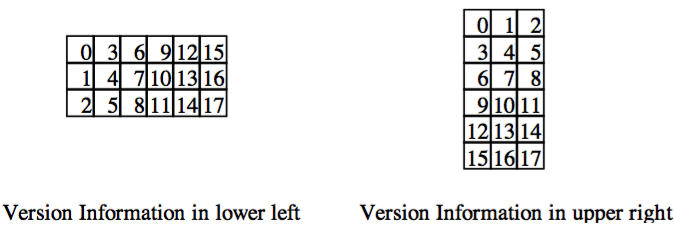 0 3 6 9 12 15
1 4 7 10 13 16
2 5 8 11 14 17
Version Information in lower left
0 1 2
3 4 5
6 7 8
9 10 11
12 13 14
15 16 17
Version Information in upper right